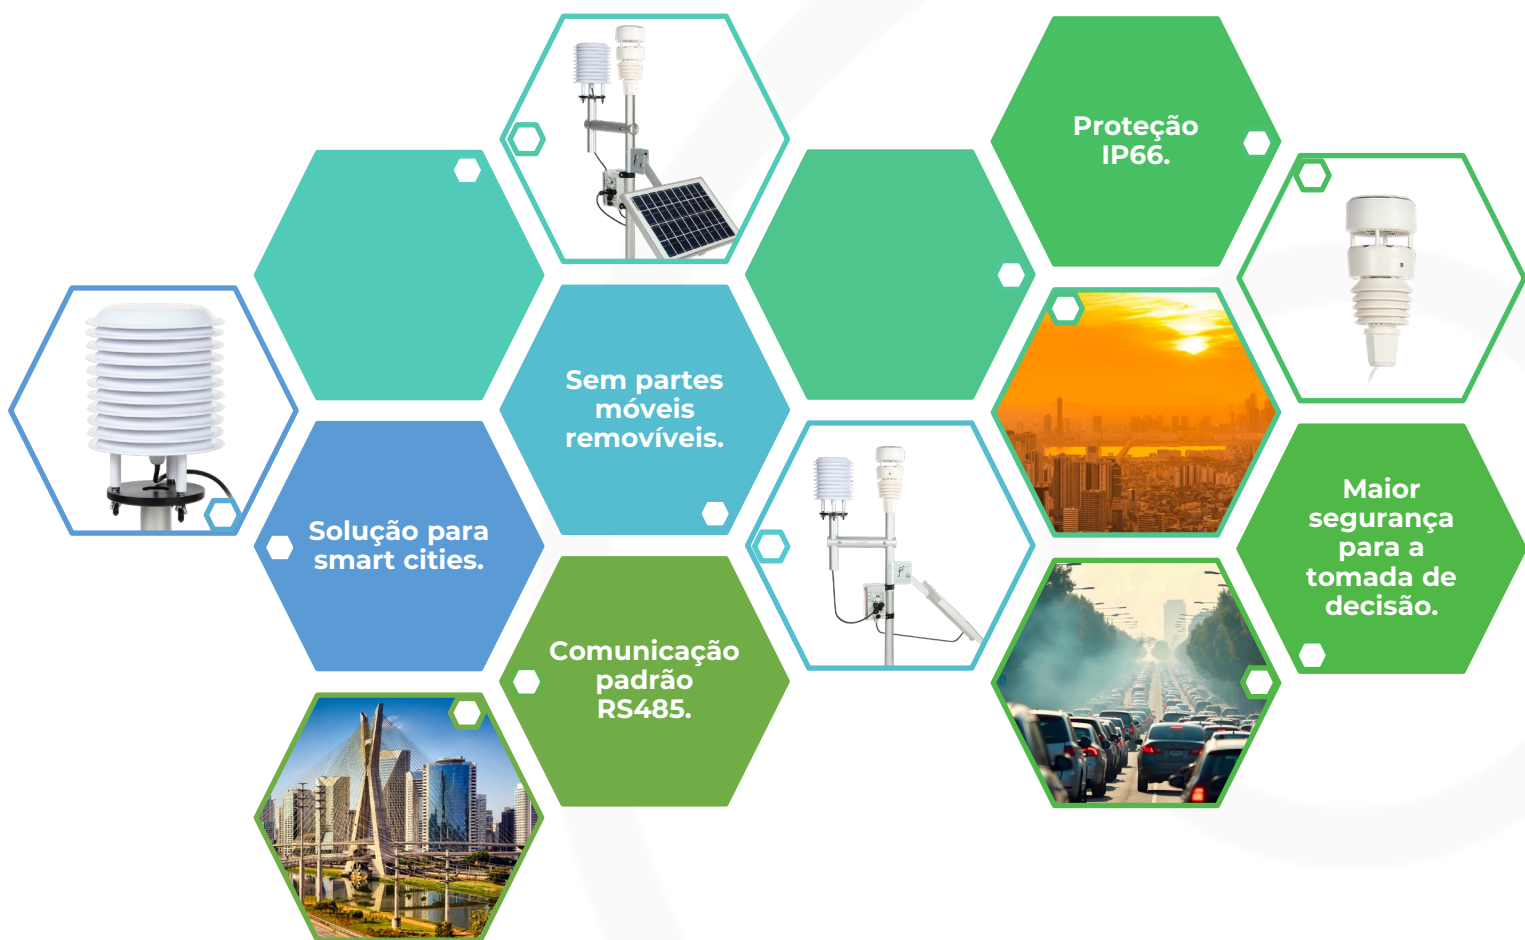 Proteção
IP66.
Sem partes
móveis
removíveis.
Solução para
smart cities.
Maior
segurança
para a
tomada de
decisão.
Comunicação
padrão
RS485.